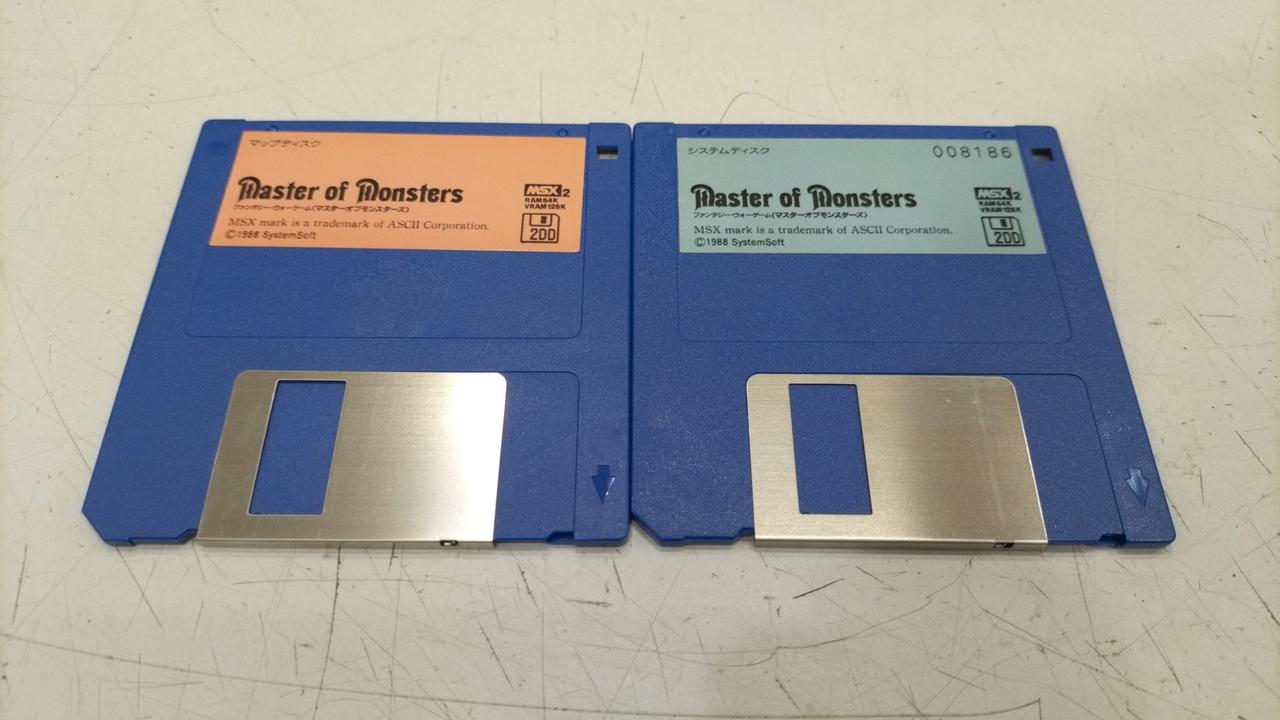 マップディスク
Master of Monsters
ファンタジーウォーゲーム(マスターオブモンスターズ)
MSX2
RAM64K
VRAM128K
MSX mark is a trademark of ASCII Corporation.
©1988 SystemSoft
2DD
システムディスク
008186
Master of Monsters
ファンタジーウォーゲーム(マスターオブモンスターズ)
MSX2
RAM64K
VRAM128K
MSX mark is a trademark of ASCII Corporation.
©1988 SystemSoft
2DD